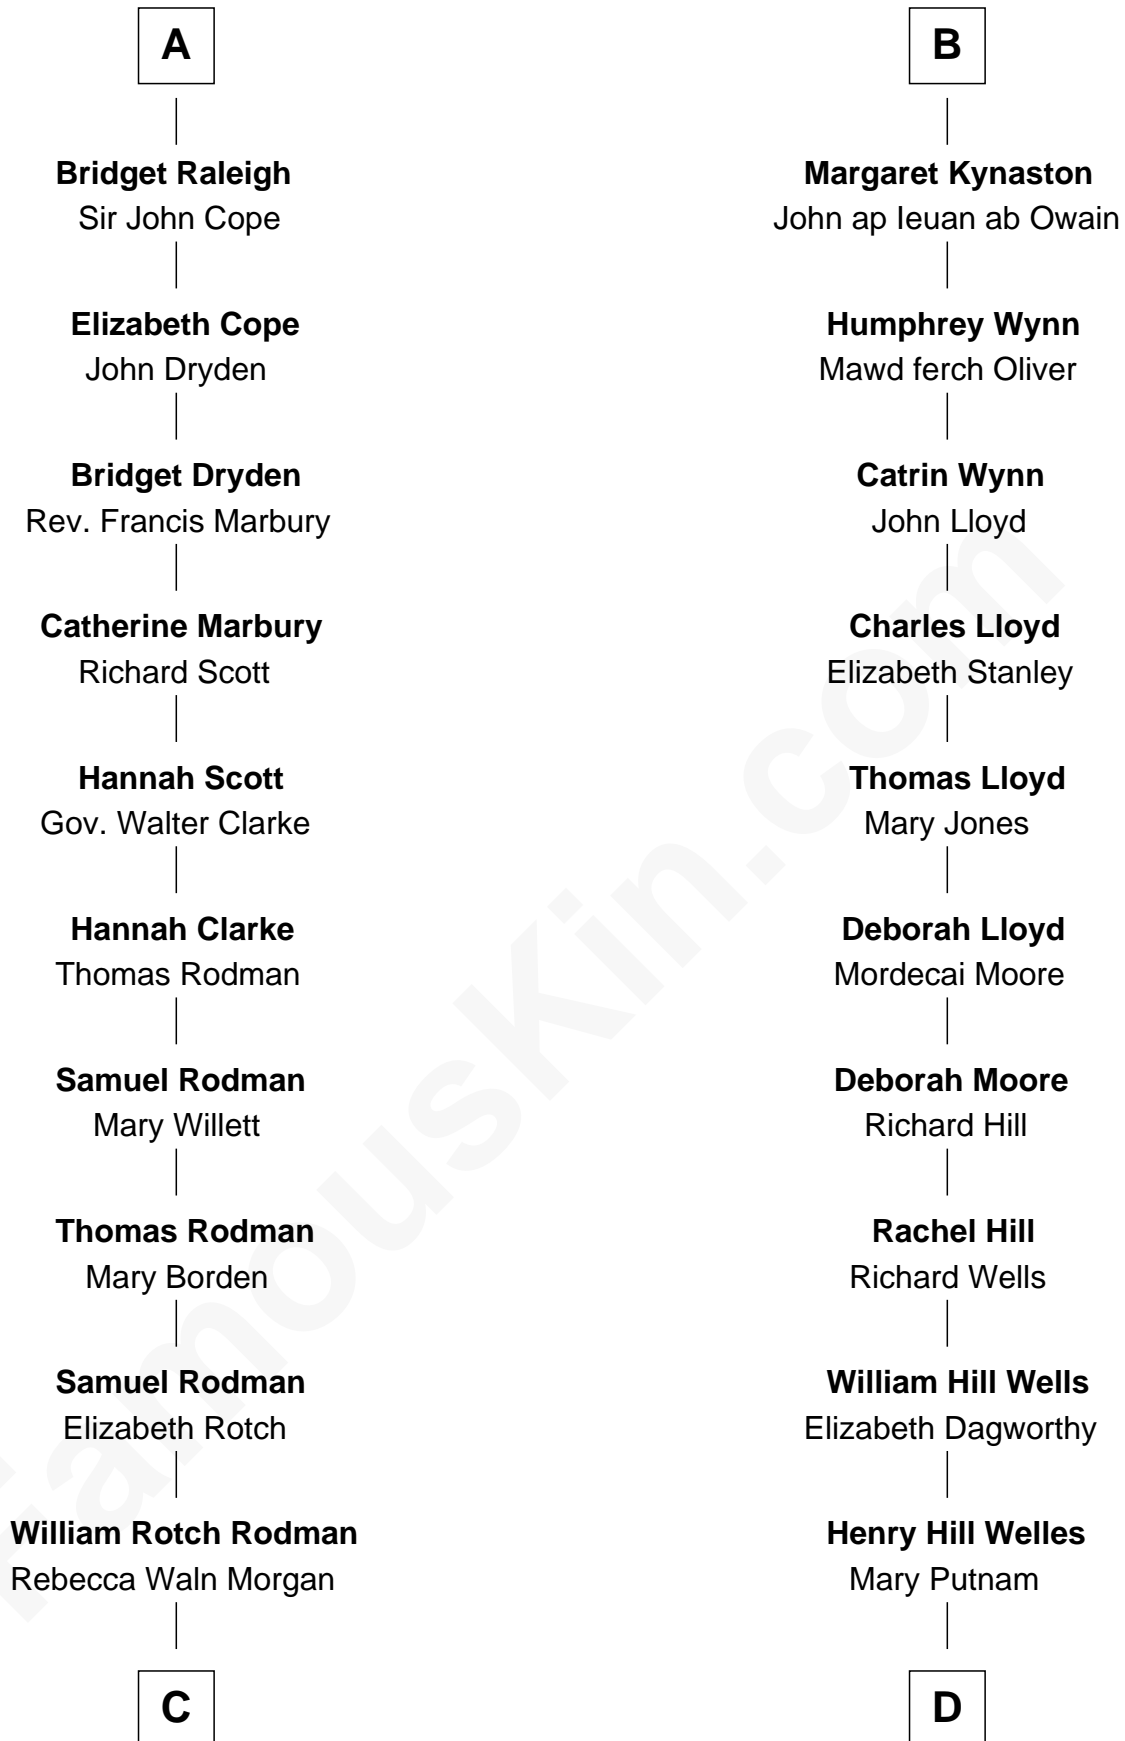 A
Bridget Raleigh
Sir John Cope
Elizabeth Cope
John Dryden
Bridget Dryden
Rev. Francis Marbury
Catherine Marbury
Richard Scott
Hannah Scott
Gov. Walter Clarke
Hannah Clarke
Thomas Rodman
Samuel Rodman
Mary Willett
Thomas Rodman
Mary Borden
Samuel Rodman
Elizabeth Rotch
William Rotch Rodman
Rebecca Waln Morgan
C
B
Margaret Kynaston
John ap Ieuan ab Owain
Humphrey Wynn
Mawd ferch Oliver
Catrin Wynn
John Lloyd
Charles Lloyd
Elizabeth Stanley
Thomas Lloyd
Mary Jones
Deborah Lloyd
Mordecai Moore
Deborah Moore
Richard Hill
Rachel Hill
Richard Wells
William Hill Wells
Elizabeth Dagworthy
Henry Hill Welles
Mary Putnam
D
FamousKin.com